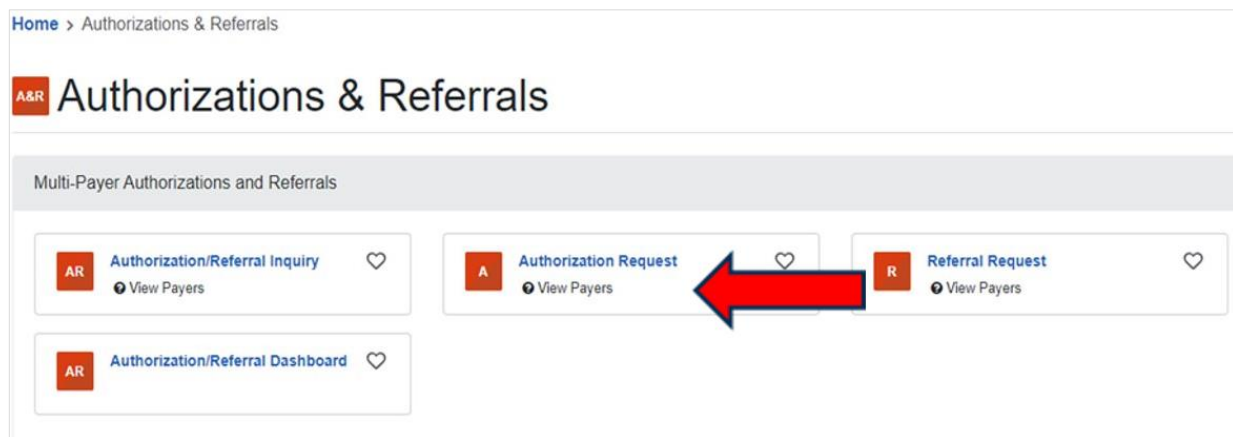 Home > Authorizations & Referrals
A&R Authorizations & Referrals
Multi-Payer Authorizations and Referrals
AR Authorization/Referral Inquiry
View Payers
A Authorization Request
View Payers
R Referral Request
View Payers
AR Authorization/Referral Dashboard